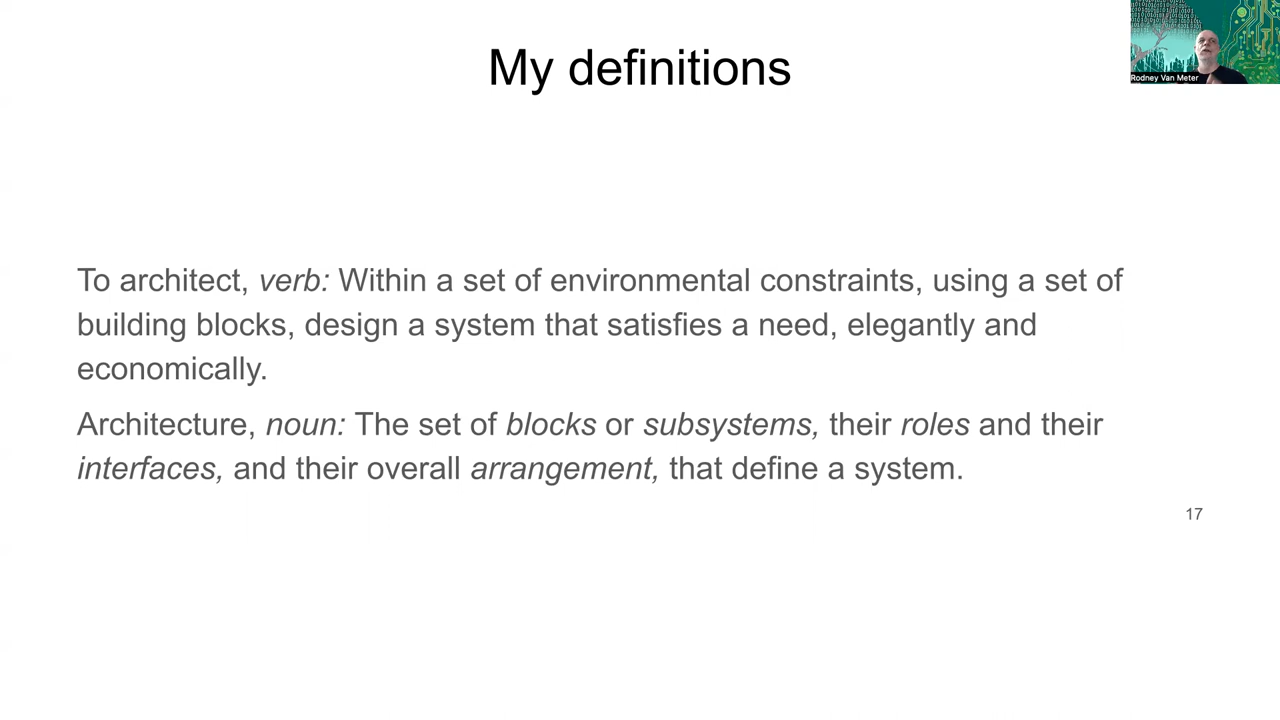 My definitions
Rodney Van Meter
To architect, verb: Within a set of environmental constraints, using a set of
building blocks, design a system that satisfies a need, elegantly and
economically.
Architecture, noun: The set of blocks or subsystems, their roles and their
interfaces, and their overall arrangement, that define a system.
17